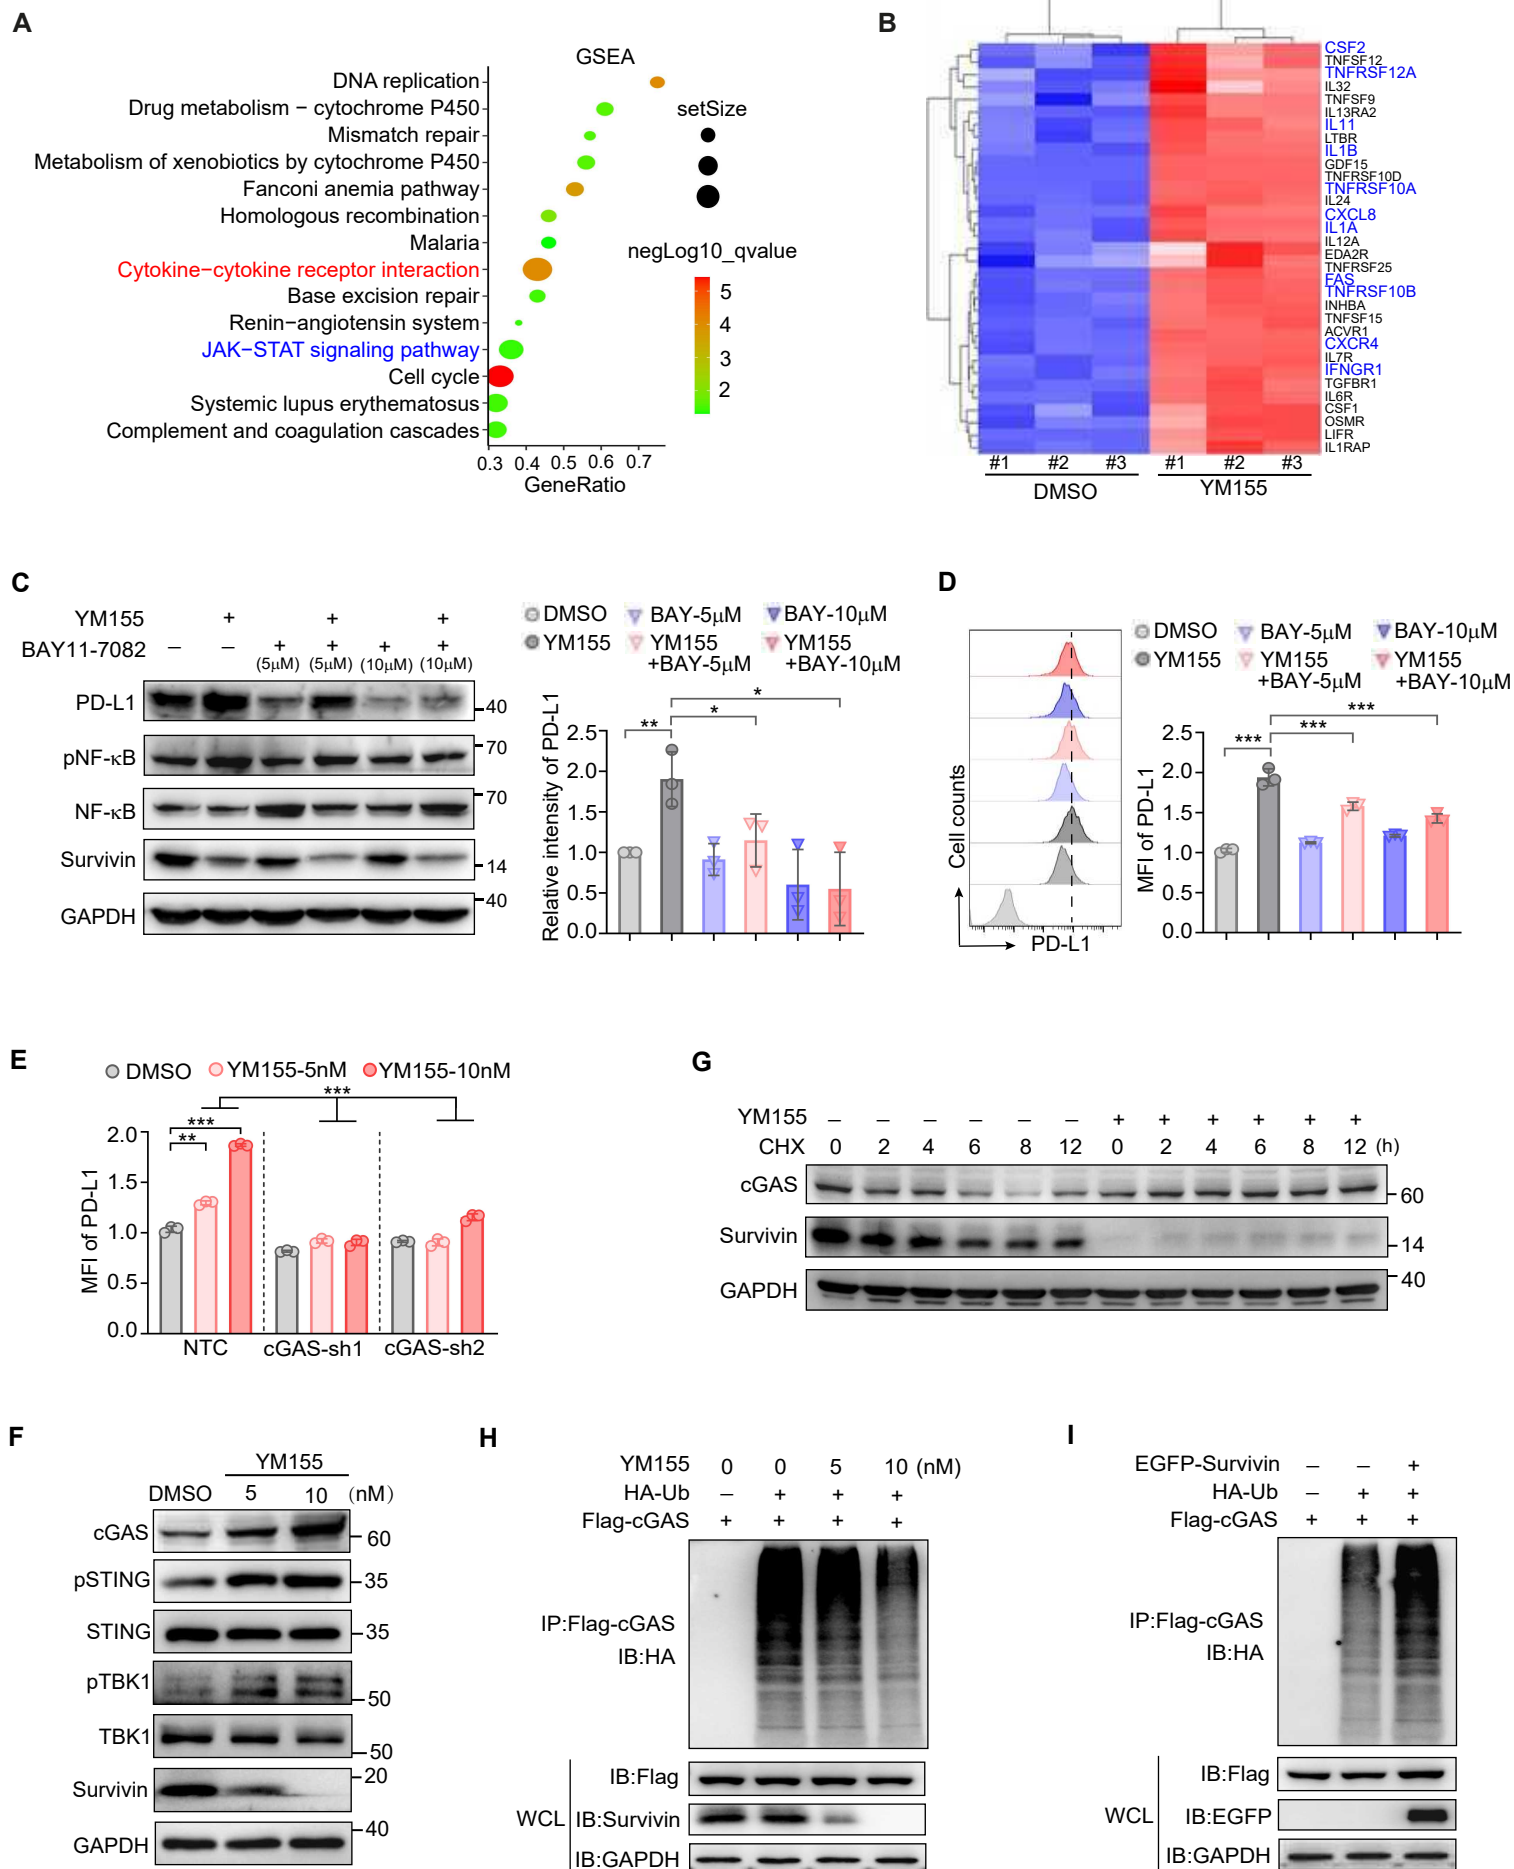 A
GSEA
DNA replication
Drug metabolism − cytochrome P450
Mismatch repair
Metabolism of xenobiotics by cytochrome P450
Fanconi anemia pathway
Homologous recombination
Malaria
Cytokine−cytokine receptor interaction
Base excision repair
Renin−angiotensin system
JAK−STAT signaling pathway
Cell cycle
Systemic lupus erythematosus
Complement and coagulation cascades
0.3 0.4 0.5 0.6 0.7
GeneRatio
setSize
negLog10_qvalue
5
4
3
2
B
CSF2
TNFSF12
TNFRSF12A
IL32
TNFSF9
IL13RA2
IL11
LTBR
IL1B
GDF15
TNFRSF10D
TNFRSF10A
IL24
CXCL8
IL1A
IL12A
EDA2R
TNFRSF25
FAS
TNFRSF10B
INHBA
TNFSF15
ACVR1
CXCR4
IL7R
IFNGR1
TGFBR1
IL6R
CSF1
OSMR
LIFR
IL1RAP
#1 #2 #3 #1 #2 #3
DMSO YM155
C
YM155 + + +
BAY11-7082 − − + + + +
(5μM) (5μM) (10μM) (10μM)
PD-L1 40
pNF-κB 70
NF-κB 70
Survivin 14
GAPDH 40
DMSO BAY-5μM BAY-10μM
YM155 YM155 +BAY-5μM YM155 +BAY-10μM
Relative intensity of PD-L1
2.5
2.0
1.5
1.0
0.5
0.0
** * *
D
Cell counts
PD-L1
DMSO BAY-5μM BAY-10μM
YM155 YM155 +BAY-5μM YM155 +BAY-10μM
MFI of PD-L1
2.5
2.0
1.5
1.0
0.5
0.0
*** *** ***
E
DMSO YM155-5nM YM155-10nM
***
***
**
MFI of PD-L1
2.0
1.5
1.0
0.5
0.0
NTC cGAS-sh1 cGAS-sh2
G
YM155 − − − − − − + + + + + +
CHX 0 2 4 6 8 12 0 2 4 6 8 12 (h)
cGAS 60
Survivin 14
GAPDH 40
F
YM155
DMSO 5 10 (nM)
cGAS 60
pSTING 35
STING 35
pTBK1 50
TBK1 50
Survivin 20
GAPDH 40
H
YM155 0 0 5 10 (nM)
HA-Ub − + + +
Flag-cGAS + + + +
IP:Flag-cGAS
IB:HA
WCL
IB:Flag
IB:Survivin
IB:GAPDH
I
EGFP-Survivin − − +
HA-Ub − + +
Flag-cGAS + + +
IP:Flag-cGAS
IB:HA
WCL
IB:Flag
IB:EGFP
IB:GAPDH